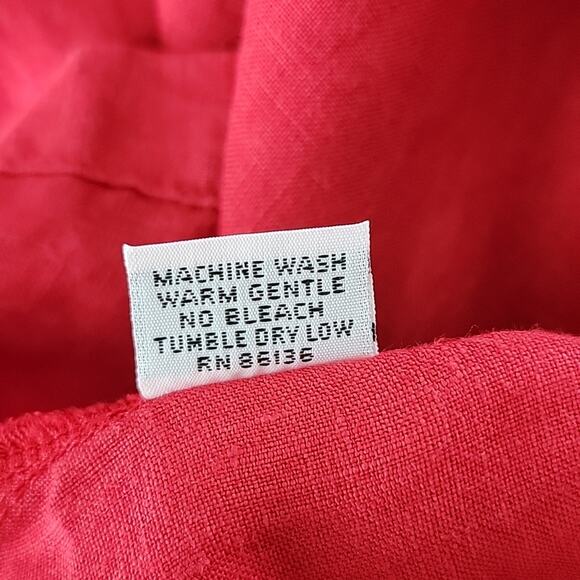 MACHINE WASH
WARM GENTLE
NO BLEACH
TUMBLE DRY LOW
RN 86136